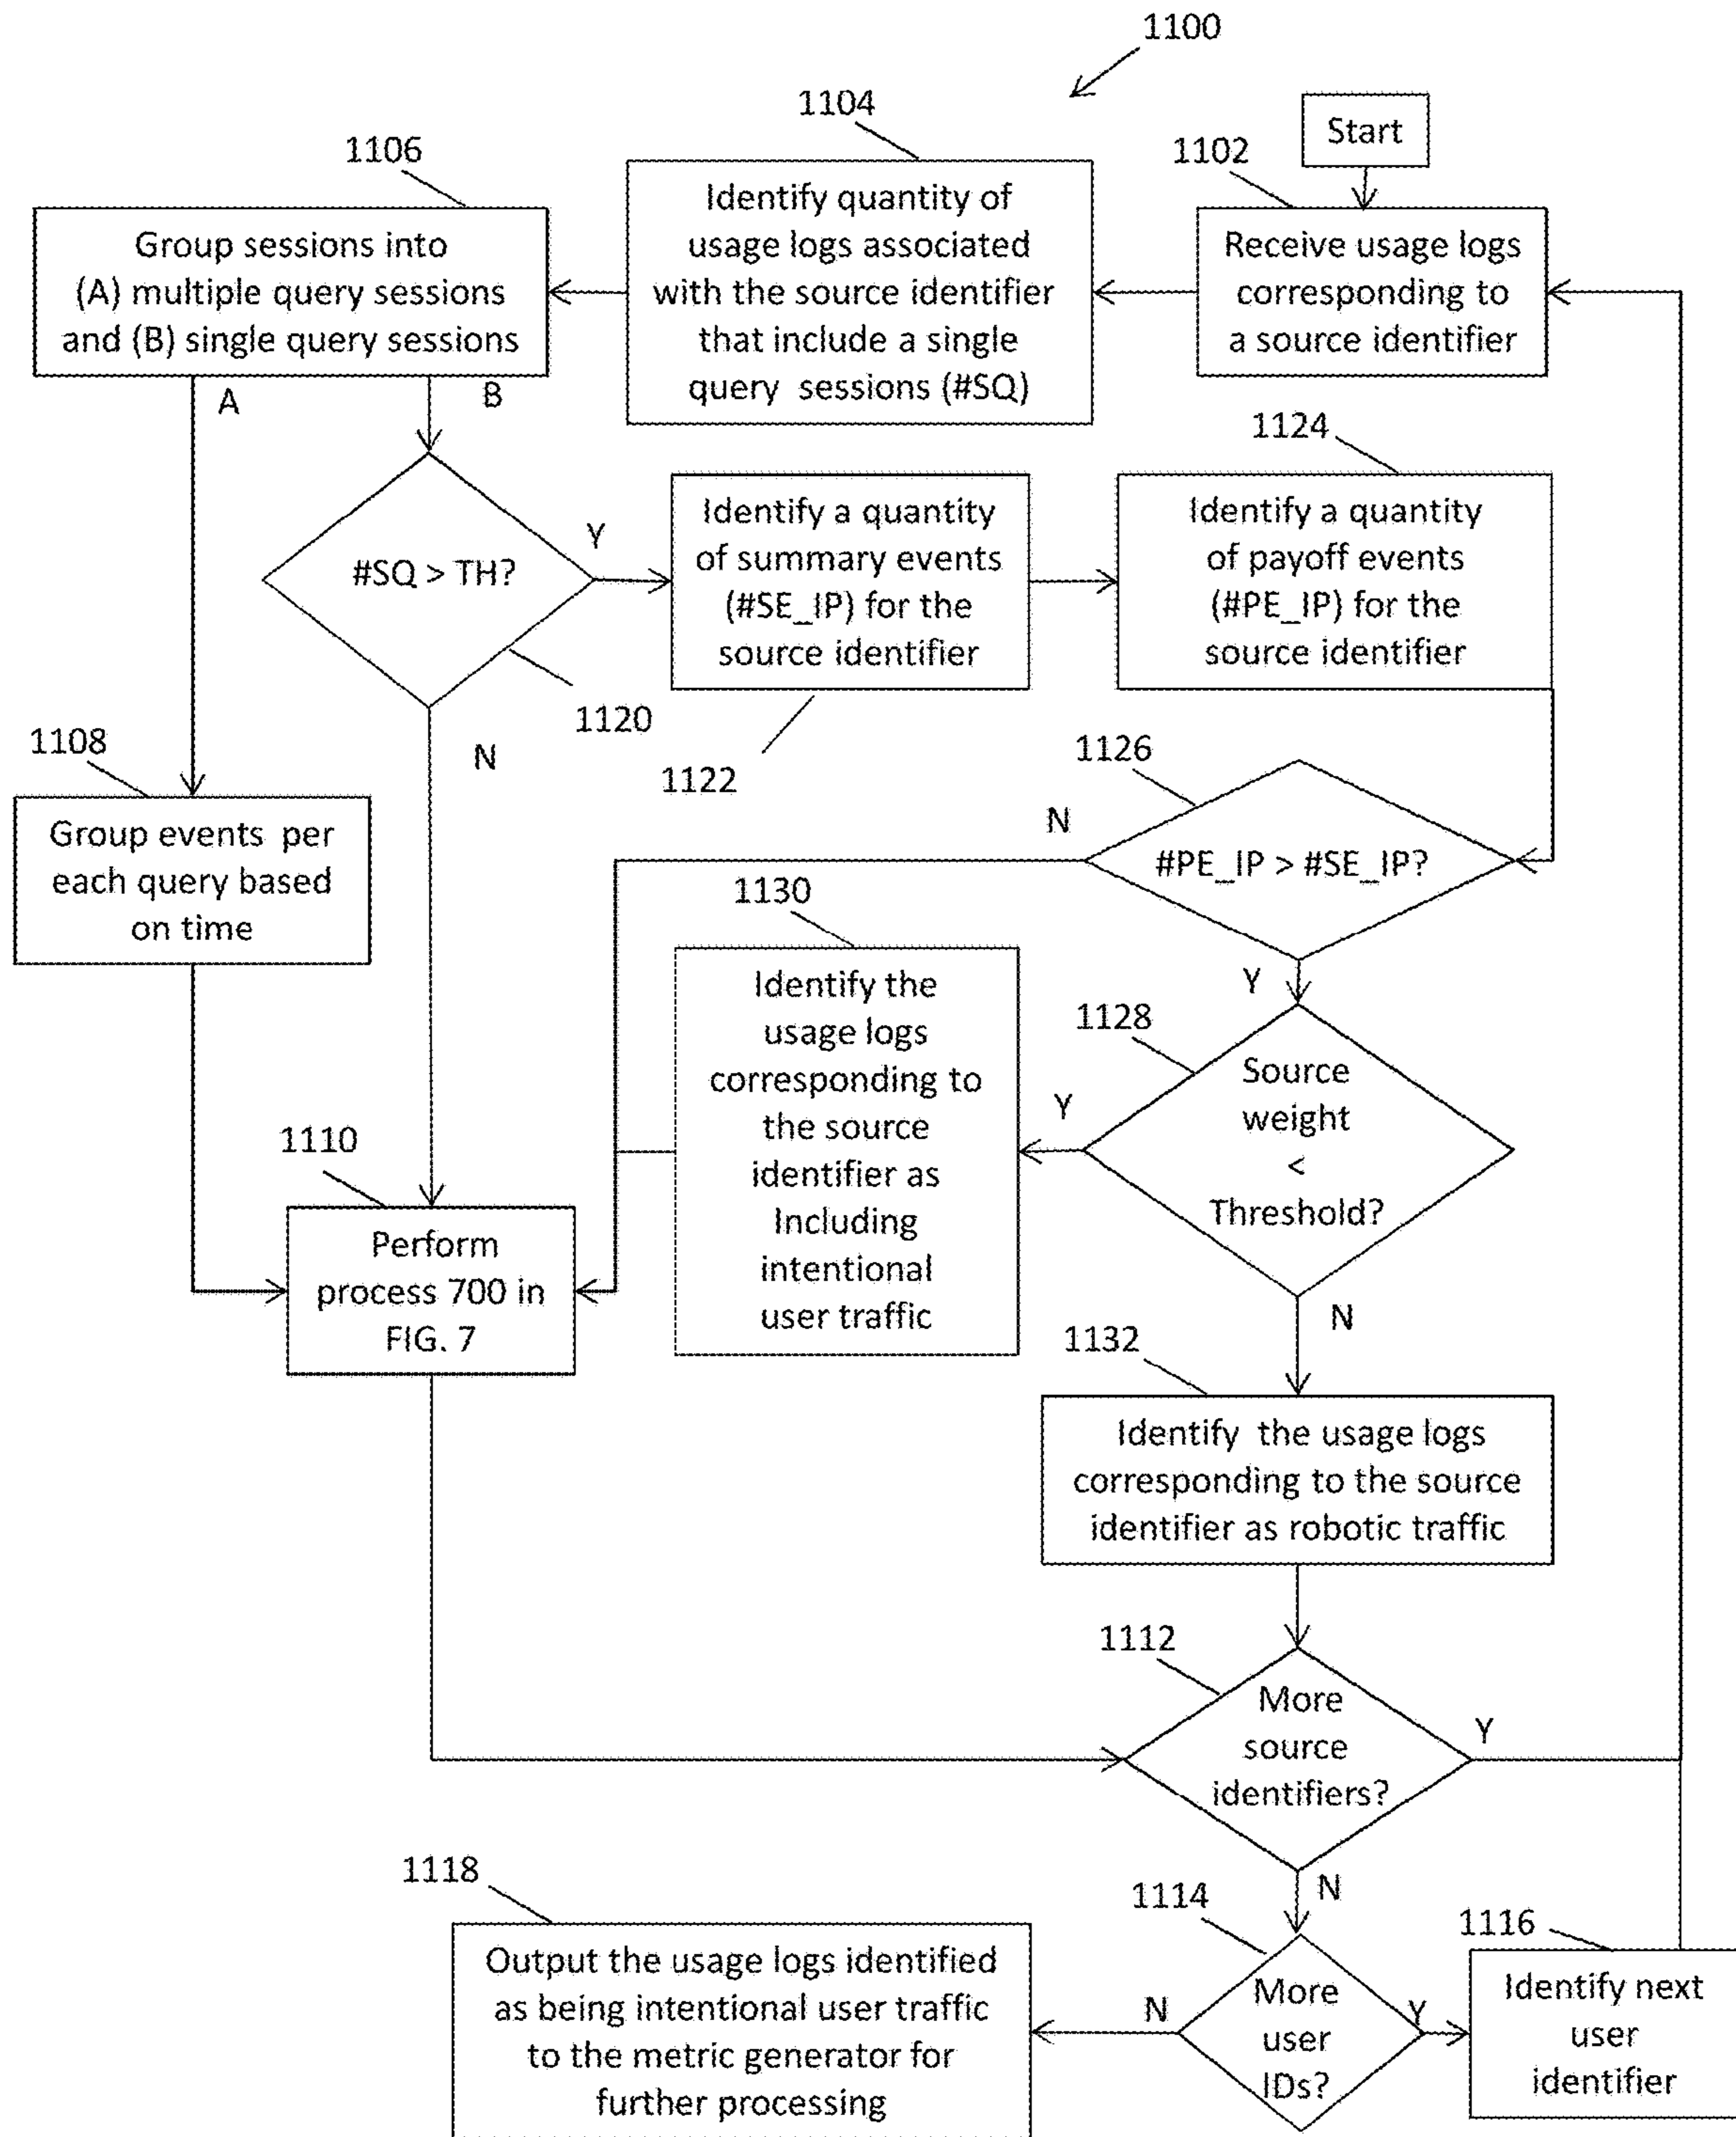 1100
Start
1102
Receive usage logs
corresponding to
a source identifier
1104
Identify quantity of
usage logs associated
with the source identifier
that include a single
query sessions (#SQ)
1106
Group sessions into
(A) multiple query sessions
and (B) single query sessions
A
B
#SQ > TH?
Y
N
1120
Identify a quantity
of summary events
(#SE_IP) for the
source identifier
1122
1124
Identify a quantity
of payoff events
(#PE_IP) for the
source identifier
1108
Group events per
each query based
on time
1126
#PE_IP > #SE_IP?
N
Y
1128
Source
weight
<
Threshold?
Y
N
1130
Identify the
usage logs
corresponding to
the source
identifier as
Including
intentional
user traffic
1110
Perform
process 700 in
FIG. 7
1132
Identify the usage logs
corresponding to the source
identifier as robotic traffic
1112
More
source
identifiers?
Y
N
1114
More
user
IDs?
N
Y
1116
Identify next
user
identifier
1118
Output the usage logs identified
as being intentional user traffic
to the metric generator for
further processing